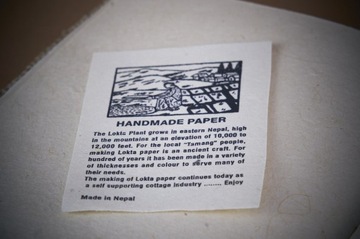 HANDMADE PAPER
The Lokta Plant grows in eastern Nepal, high
in the mountains at an elevation of 10,000 to
12,000 feet. For the local "Tamang" people,
making Lokta paper is an ancient craft. For
hundred of years it has been made in a variety
of thicknesses and colour to serve many of
their needs.
The making of Lokta paper continues today as
a self supporting cottage industry ........ Enjoy
Made in Nepal